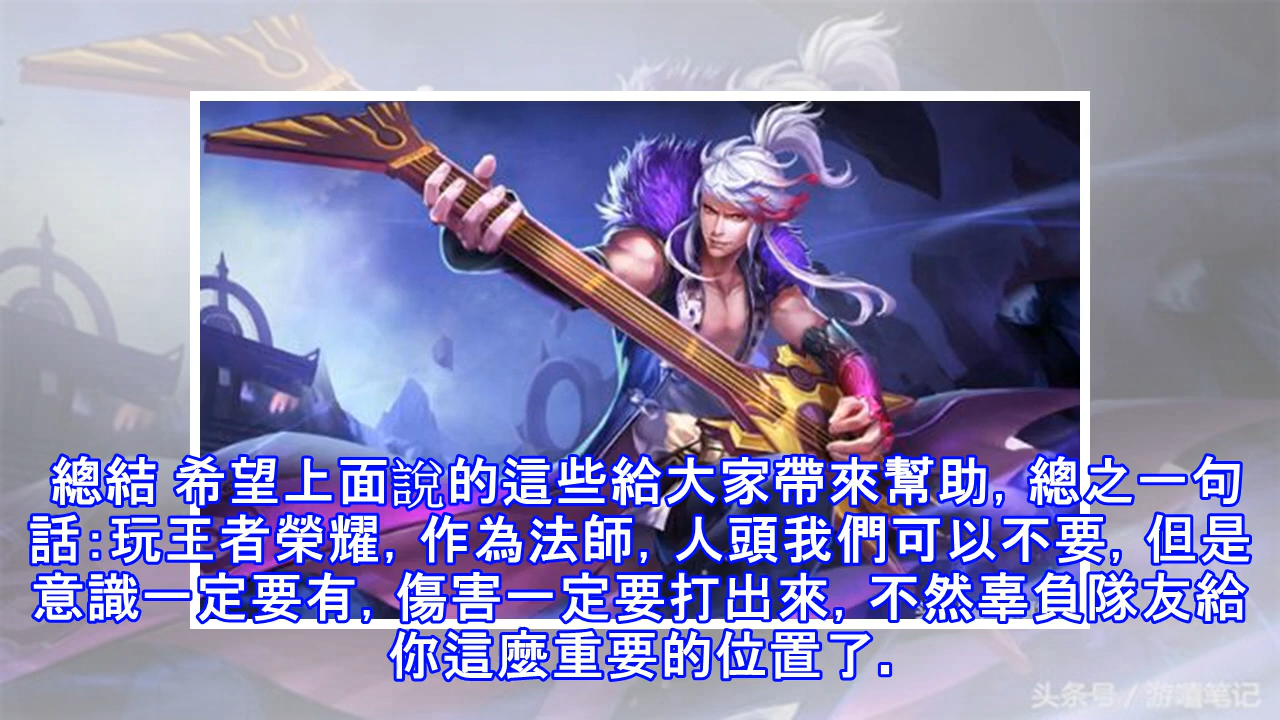 總結 希望上面說的這些給大家帶來幫助, 總之一句
話:玩王者榮耀, 作為法師, 人頭我們可以不要, 但是
意識一定要有, 傷害一定要打出來, 不然辜負隊友給
你這麼重要的位置了.
头条号 / 游嘻笔记